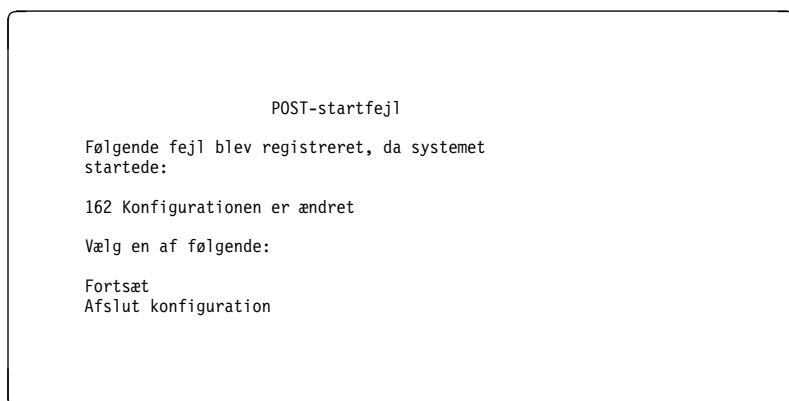 POST-startfejl
Følgende fejl blev registreret, da systemet
startede:
162 Konfigurationen er ændret
Vælg en af følgende:
Fortsæt
Afslut konfiguration